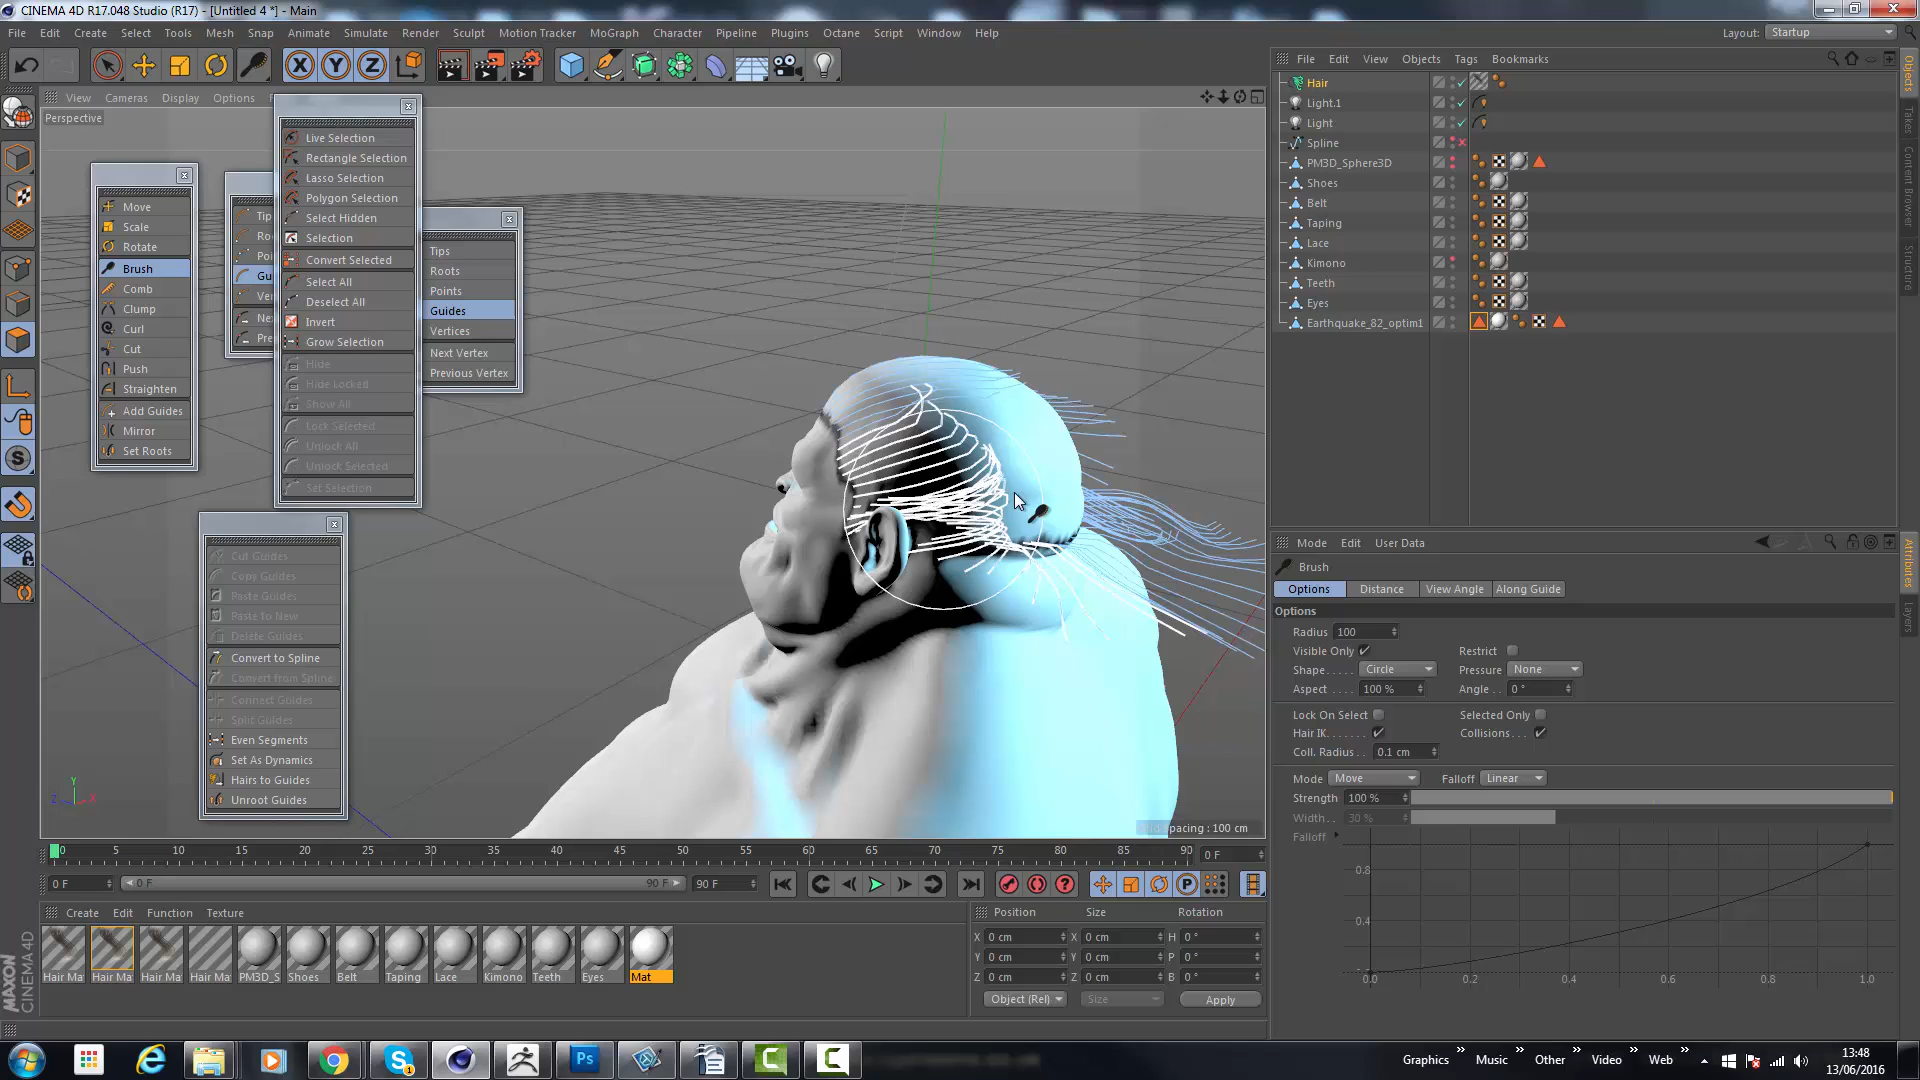 CINEMA 4D R17.048 Studio (R17) - [Untitled 4 *] - Main
File Edit Create Select Tools Mesh Snap Animate Simulate Render Sculpt Motion Tracker MoGraph Character Pipeline Plugins Octane Script Window Help
Layout: Startup
X Y Z
View Cameras Display Options
Perspective
Move
Scale
Rotate
Brush
Comb
Clump
Curl
Cut
Push
Straighten
Add Guides
Mirror
Set Roots
Tip
Roo
Poi
Gu
Ver
Nex
Pre
Live Selection
Rectangle Selection
Lasso Selection
Polygon Selection
Select Hidden
Selection
Convert Selected
Select All
Deselect All
Invert
Grow Selection
Hide
Hide Locked
Show All
Lock Selected
Unlock All
Unlock Selected
Set Selection
Tips
Roots
Points
Guides
Vertices
Next Vertex
Previous Vertex
Cut Guides
Copy Guides
Paste Guides
Paste to New
Delete Guides
Convert to Spline
Convert from Spline
Connect Guides
Split Guides
Even Segments
Set As Dynamics
Hairs to Guides
Unroot Guides
Y
Z X
spacing : 100 cm
File Edit View Objects Tags Bookmarks
Hair
Light.1
Light
Spline
PM3D_Sphere3D
Shoes
Belt
Taping
Lace
Kimono
Teeth
Eyes
Earthquake_82_optim1
Objects
Takes
Content Browser
Structure
Mode Edit User Data
Brush
Options Distance View Angle Along Guide
Options
Radius 100
Visible Only Restrict
Shape Circle Pressure None
Aspect 100 % Angle 0 °
Lock On Select Selected Only
Hair IK Collisions
Coll. Radius 0.1 cm
Mode Move Falloff Linear
Strength 100 %
Width 30 %
Falloff
0.8
0.4
0.0 0.2 0.4 0.6 0.8 1.0
Attributes
Layers
0 5 10 15 20 25 30 35 40 45 50 55 60 65 70 75 80 85 90
0 F
0 F 0 F 90 F 90 F
Create Edit Function Texture
Hair Ma Hair Ma Hair Ma Hair Ma PM3D_S Shoes Belt Taping Lace Kimono Teeth Eyes Mat
MAXON
CINEMA 4D
Position Size Rotation
X 0 cm X 0 cm H 0 °
Y 0 cm Y 0 cm P 0 °
Z 0 cm Z 0 cm B 0 °
Object (Rel) Size Apply
Graphics Music Other Video Web
13:48
13/06/2016